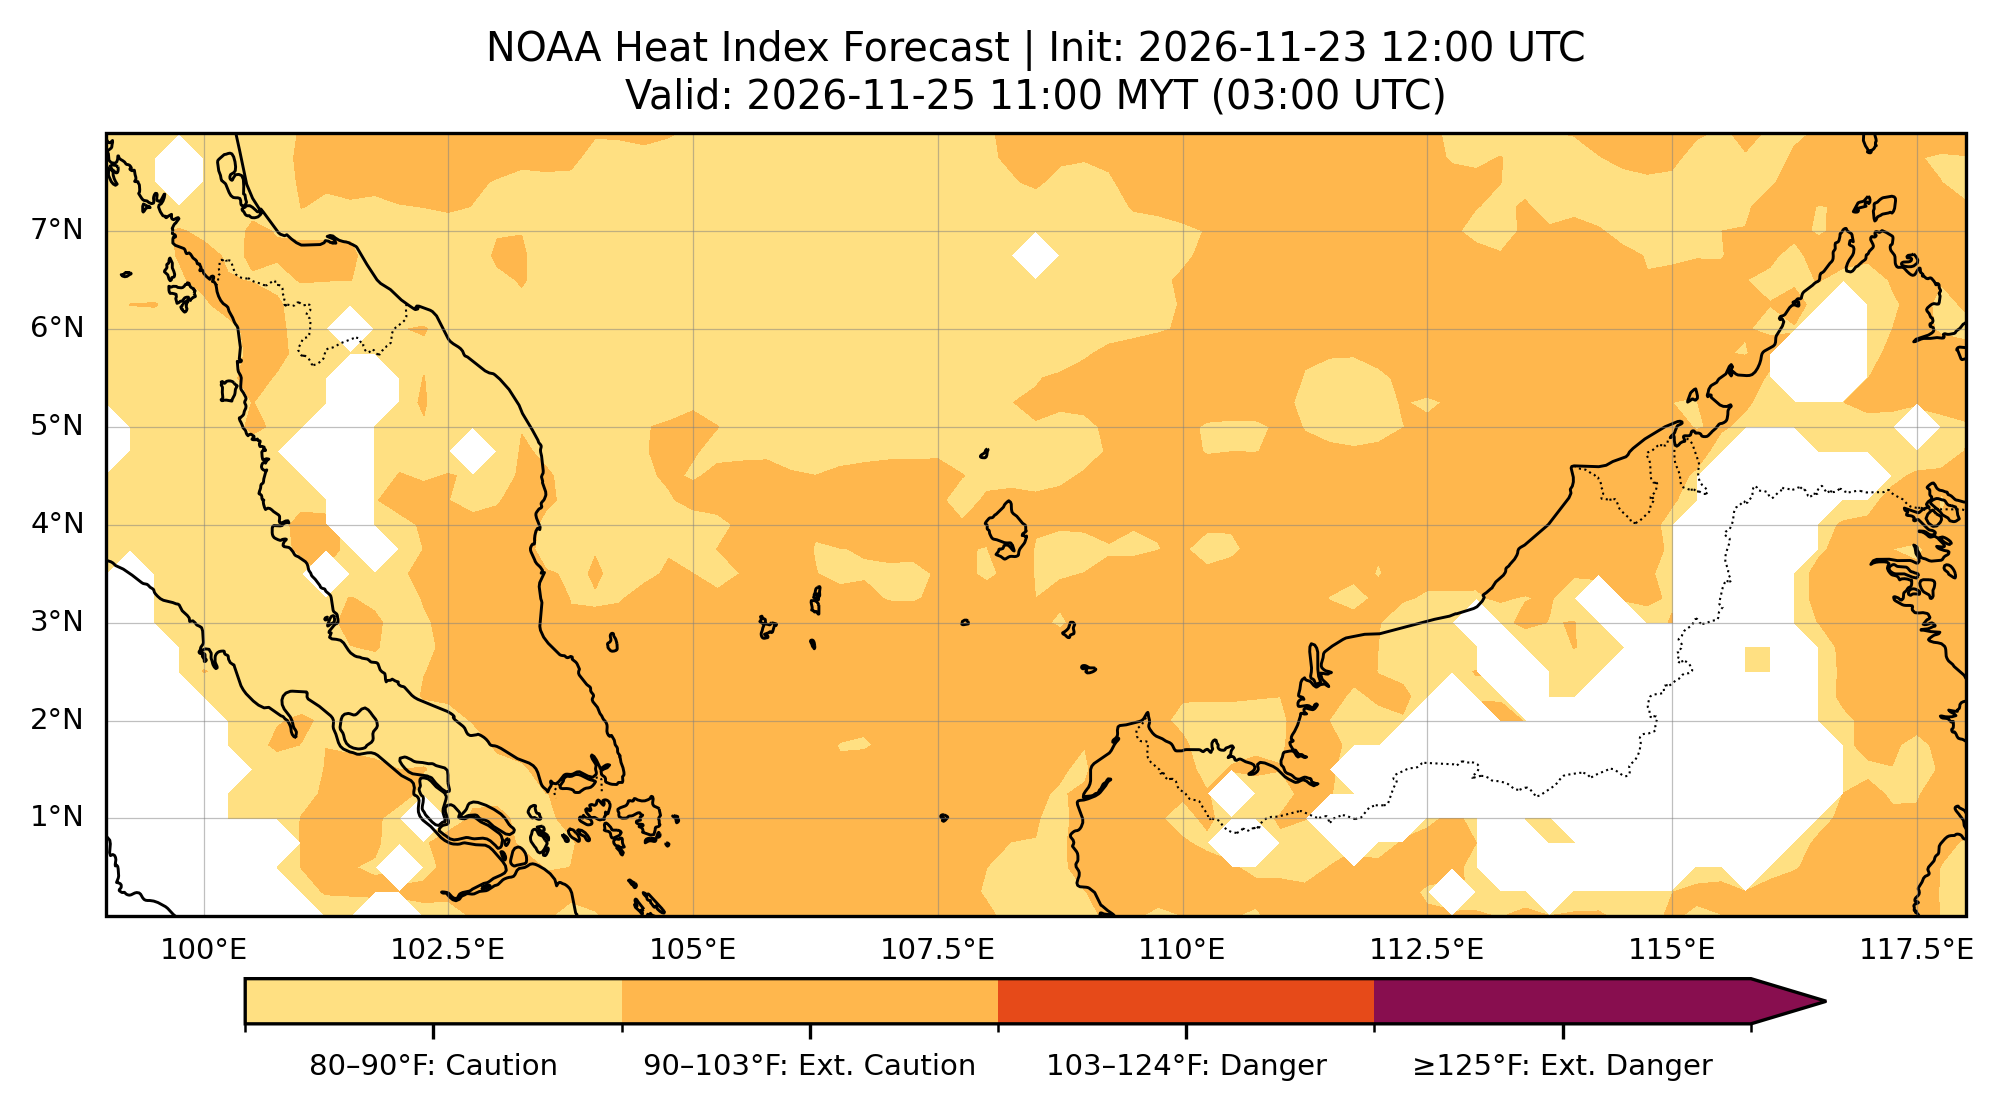 NOAA Heat Index Forecast | Init: 2026-11-23 12:00 UTC
Valid: 2026-11-25 11:00 MYT (03:00 UTC)
7°N
6°N
5°N
4°N
3°N
2°N
1°N
100°E 102.5°E 105°E 107.5°E 110°E 112.5°E 115°E 117.5°E
80–90°F: Caution 90–103°F: Ext. Caution 103–124°F: Danger ≥125°F: Ext. Danger